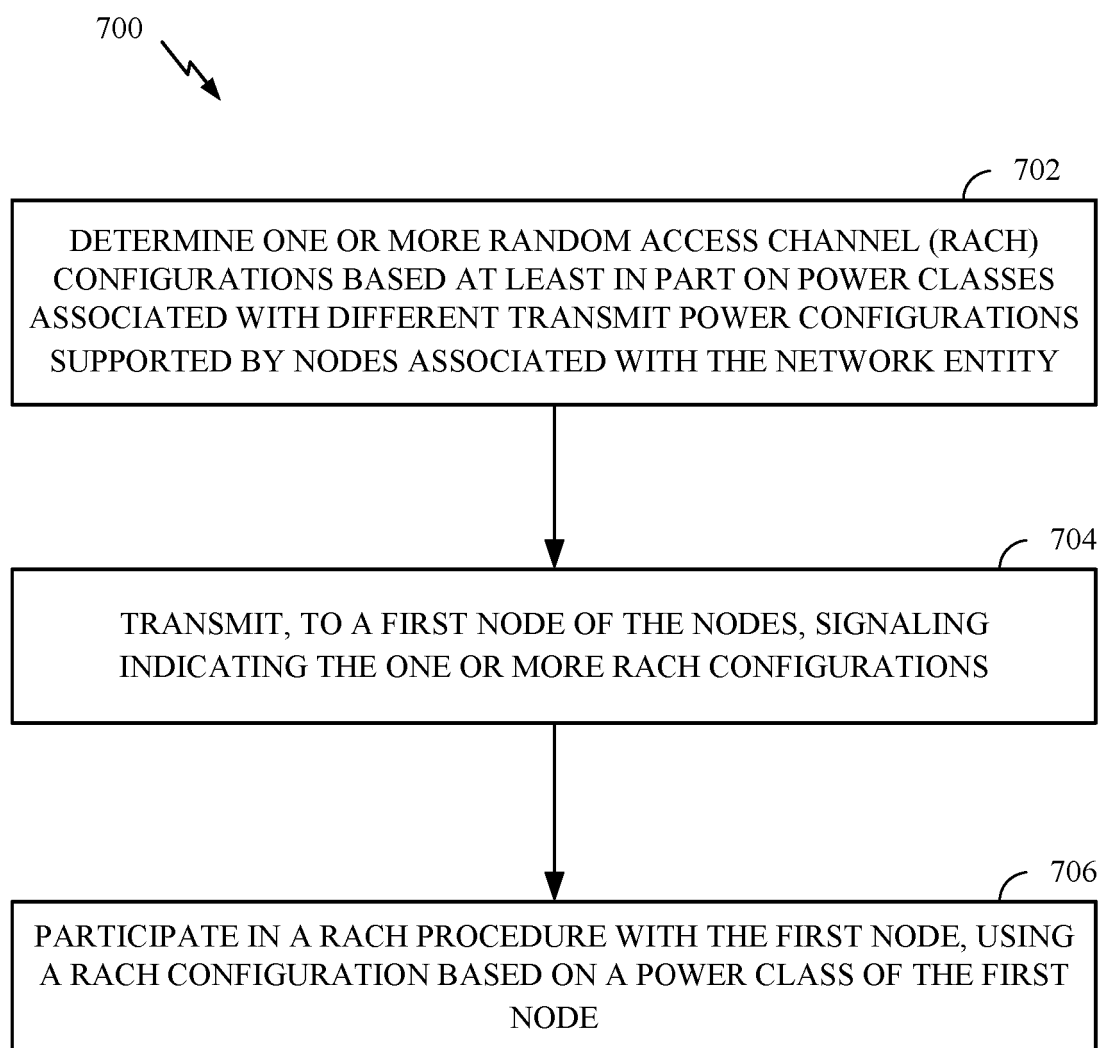 700
702
DETERMINE ONE OR MORE RANDOM ACCESS CHANNEL (RACH)
CONFIGURATIONS BASED AT LEAST IN PART ON POWER CLASSES
ASSOCIATED WITH DIFFERENT TRANSMIT POWER CONFIGURATIONS
SUPPORTED BY NODES ASSOCIATED WITH THE NETWORK ENTITY
704
TRANSMIT, TO A FIRST NODE OF THE NODES, SIGNALING
INDICATING THE ONE OR MORE RACH CONFIGURATIONS
706
PARTICIPATE IN A RACH PROCEDURE WITH THE FIRST NODE, USING
A RACH CONFIGURATION BASED ON A POWER CLASS OF THE FIRST
NODE